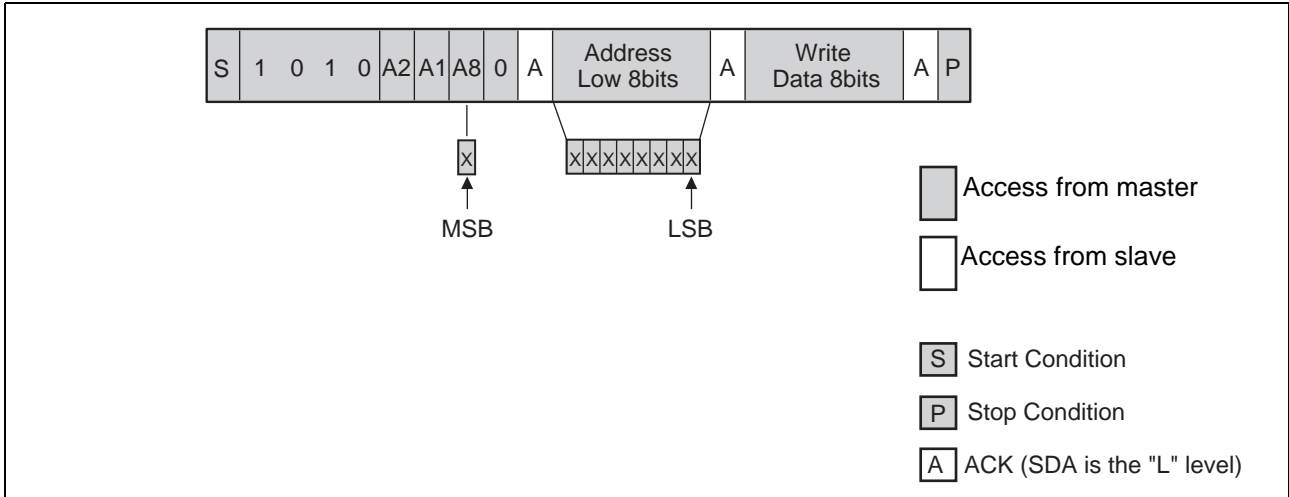 S 1 0 1 0 A2 A1 A8 0 A Address Low 8bits A Write Data 8bits A P
X XXXXXXXX
MSB LSB
Access from master
Access from slave
S Start Condition
P Stop Condition
A ACK (SDA is the "L" level)